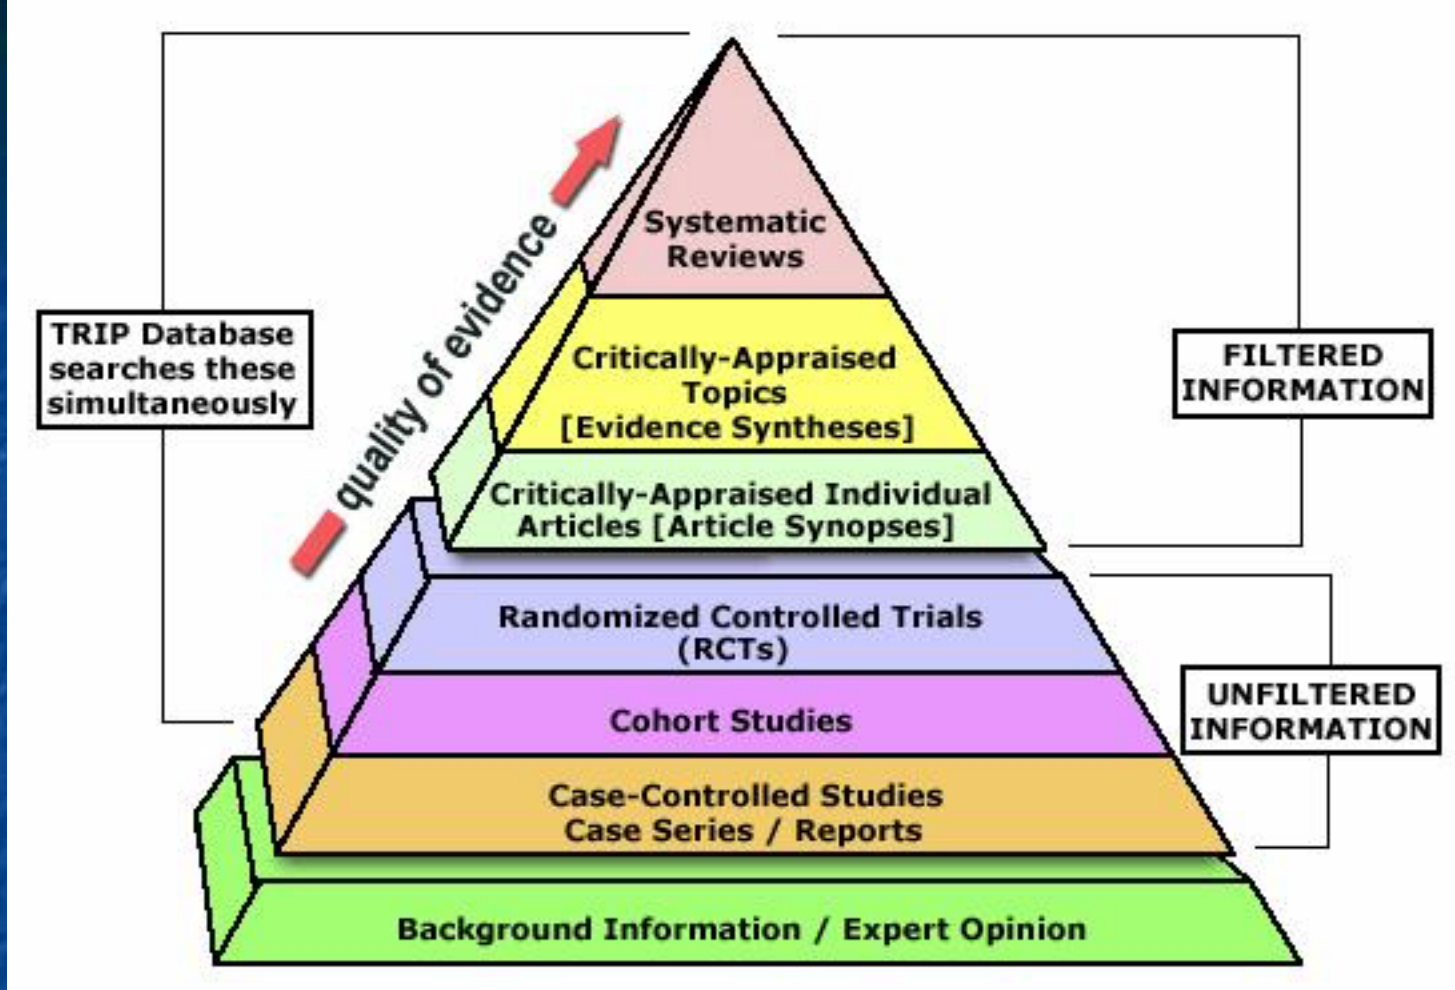 Systematic
Reviews
quality of evidence
TRIP Database
searches these
simultaneously
FILTERED
INFORMATION
Critically-Appraised
Topics
[Evidence Syntheses]
Critically-Appraised Individual
Articles [Article Synopses]
Randomized Controlled Trials
(RCTs)
UNFILTERED
INFORMATION
Cohort Studies
Case-Controlled Studies
Case Series / Reports
Background Information / Expert Opinion